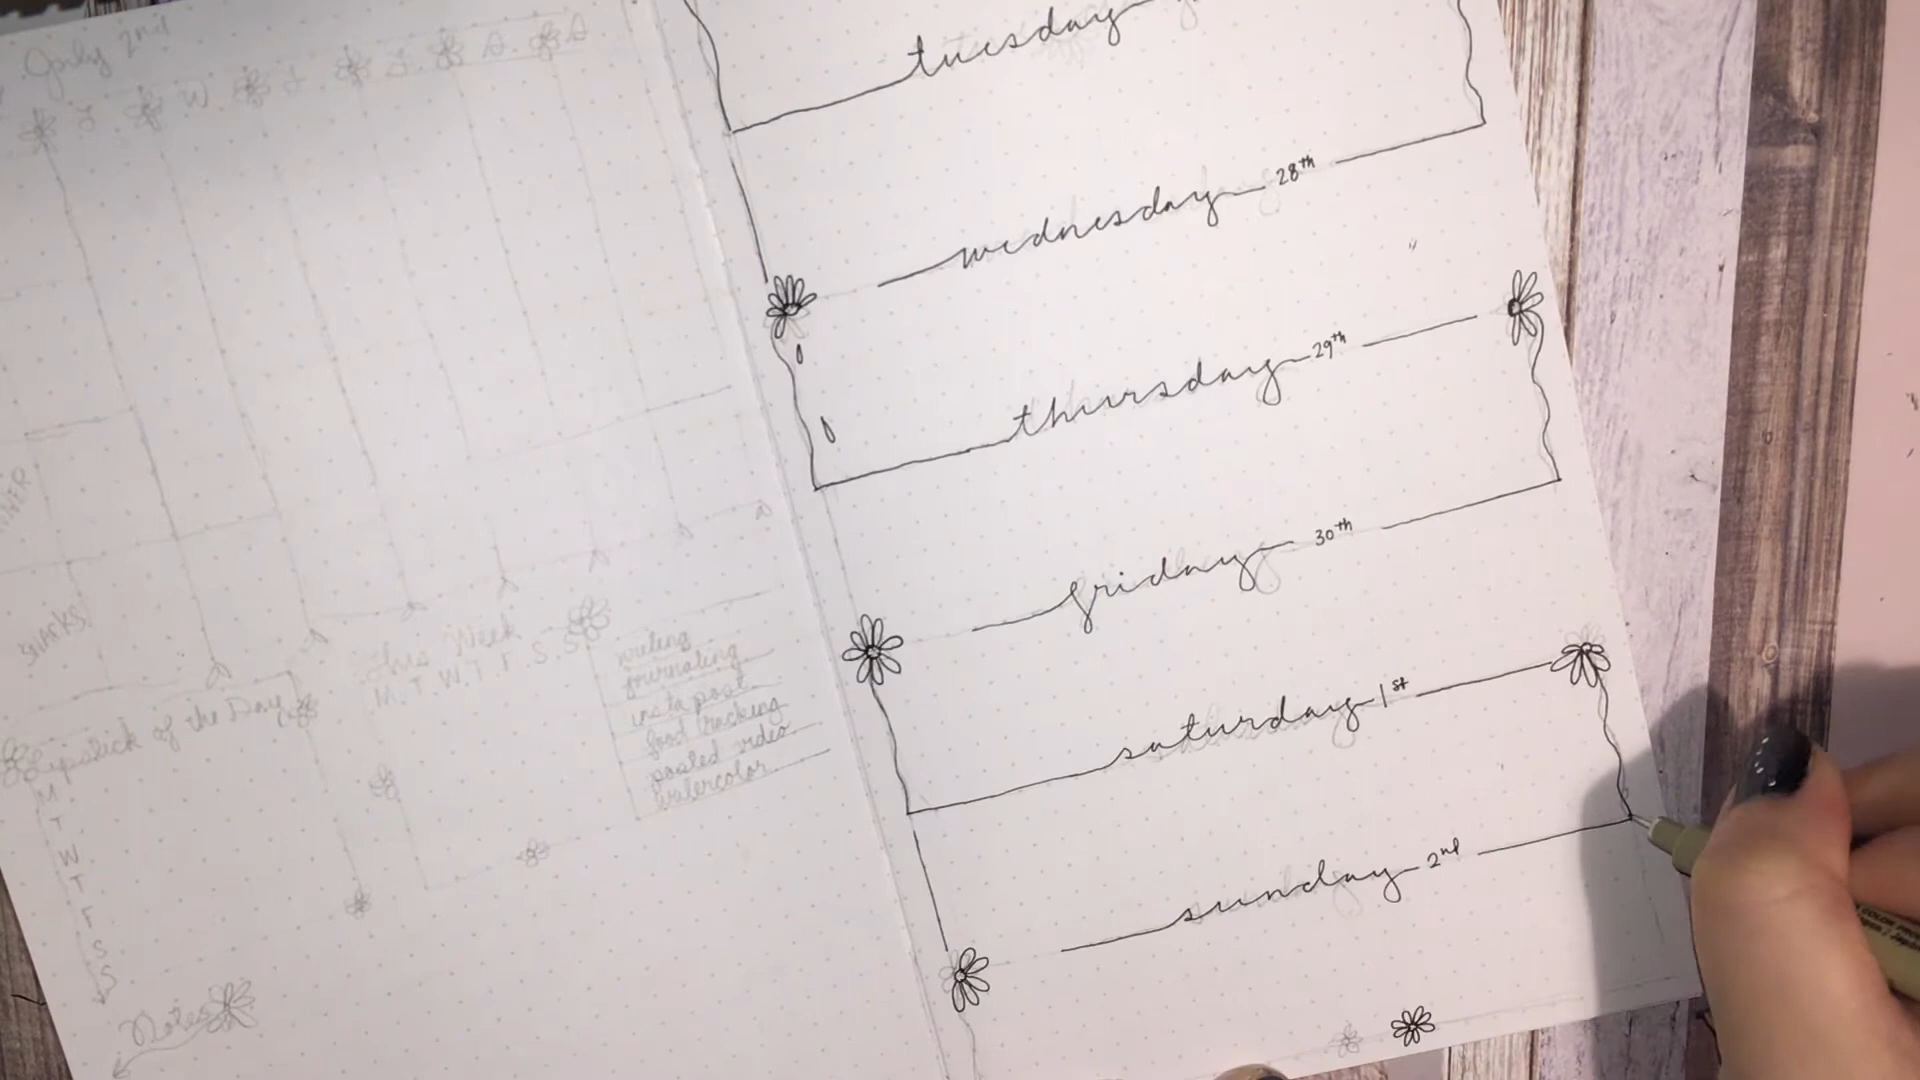 July 2nd
T W T F S S
SNACKS
Lipstick of the Day
M
T
W
T
F
S
S
Notes
This Week
M. T. W. T. F. S. S
writing
journaling
insta post
food tracking
posted video
watercolor
tuesday
wednesday 28th
thursday 29th
friday 30th
saturday 1st
sunday 2nd